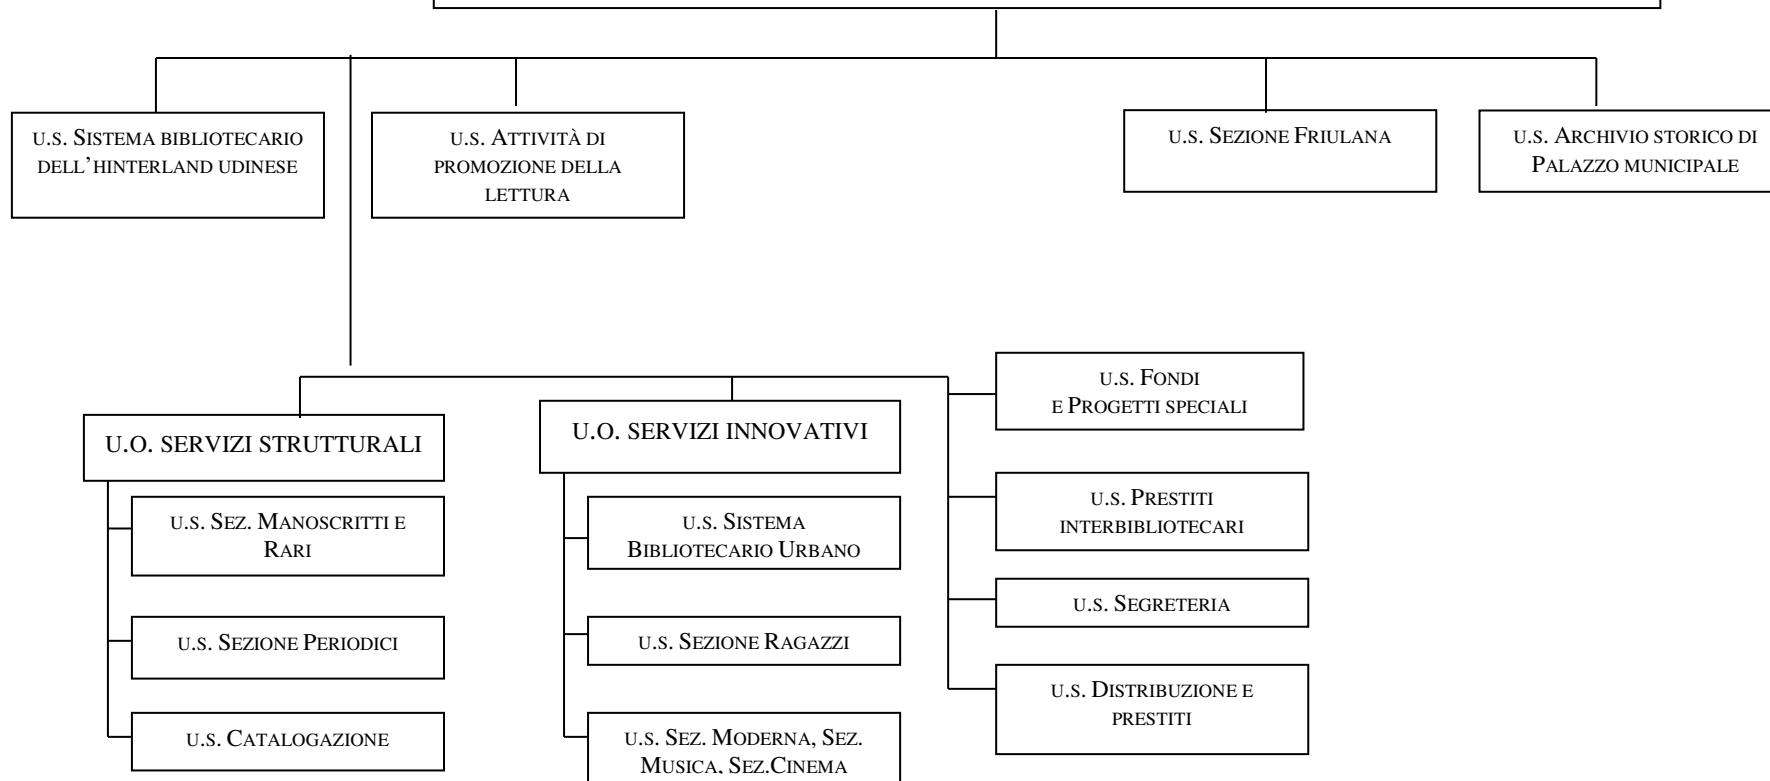 U.S. SISTEMA BIBLIOTECARIO
DELL'HINTERLAND UDINESE
U.S. ATTIVITÀ DI
PROMOZIONE DELLA
LETTURA
U.S. SEZIONE FRIULANA
U.S. ARCHIVIO STORICO DI
PALAZZO MUNICIPALE
U.O. SERVIZI STRUTTURALI
U.S. SEZ. MANOSCRITTI E
RARI
U.S. SEZIONE PERIODICI
U.S. CATALOGAZIONE
U.O. SERVIZI INNOVATIVI
U.S. SISTEMA
BIBLIOTECARIO URBANO
U.S. SEZIONE RAGAZZI
U.S. SEZ. MODERNA, SEZ.
MUSICA, SEZ.CINEMA
U.S. FONDI
E PROGETTI SPECIALI
U.S. PRESTITI
INTERBIBLIOTECARI
U.S. SEGRETERIA
U.S. DISTRIBUZIONE E
PRESTITI